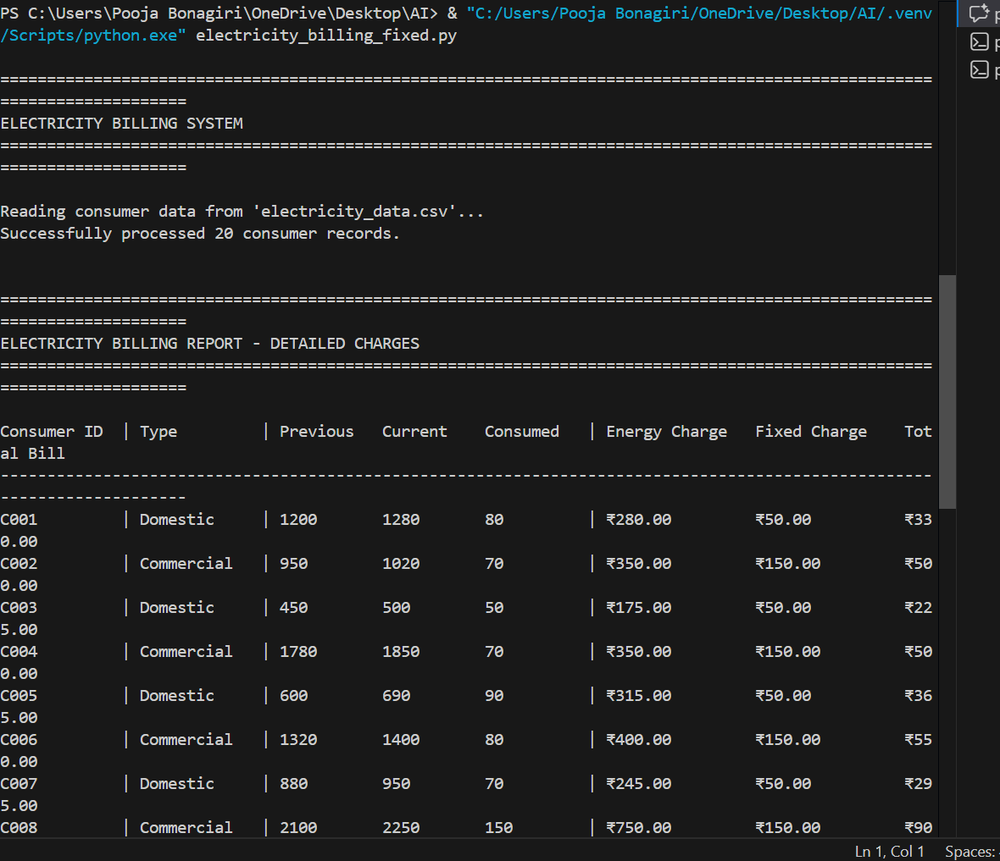 PS C:\Users\Pooja Bonagiri\OneDrive\Desktop\AI> & "C:/Users/Pooja Bonagiri/OneDrive/Desktop/AI/.venv
/Scripts/python.exe" electricity_billing_fixed.py
====================================================================================================
====================
ELECTRICITY BILLING SYSTEM
====================================================================================================
====================
Reading consumer data from 'electricity_data.csv'...
Successfully processed 20 consumer records.
====================================================================================================
====================
ELECTRICITY BILLING REPORT - DETAILED CHARGES
====================================================================================================
====================
Consumer ID  | Type         | Previous   Current    Consumed   | Energy Charge   Fixed Charge    Tot
al Bill
----------------------------------------------------------------------------------------------------
--------------------
C001         | Domestic     | 1200       1280       80         | ₹280.00         ₹50.00          ₹33
0.00
C002         | Commercial   | 950        1020       70         | ₹350.00         ₹150.00         ₹50
0.00
C003         | Domestic     | 450        500        50         | ₹175.00         ₹50.00          ₹22
5.00
C004         | Commercial   | 1780       1850       70         | ₹350.00         ₹150.00         ₹50
0.00
C005         | Domestic     | 600        690        90         | ₹315.00         ₹50.00          ₹36
5.00
C006         | Commercial   | 1320       1400       80         | ₹400.00         ₹150.00         ₹55
0.00
C007         | Domestic     | 880        950        70         | ₹245.00         ₹50.00          ₹29
5.00
C008         | Commercial   | 2100       2250       150        | ₹750.00         ₹150.00         ₹90
Ln 1, Col 1 Spaces: